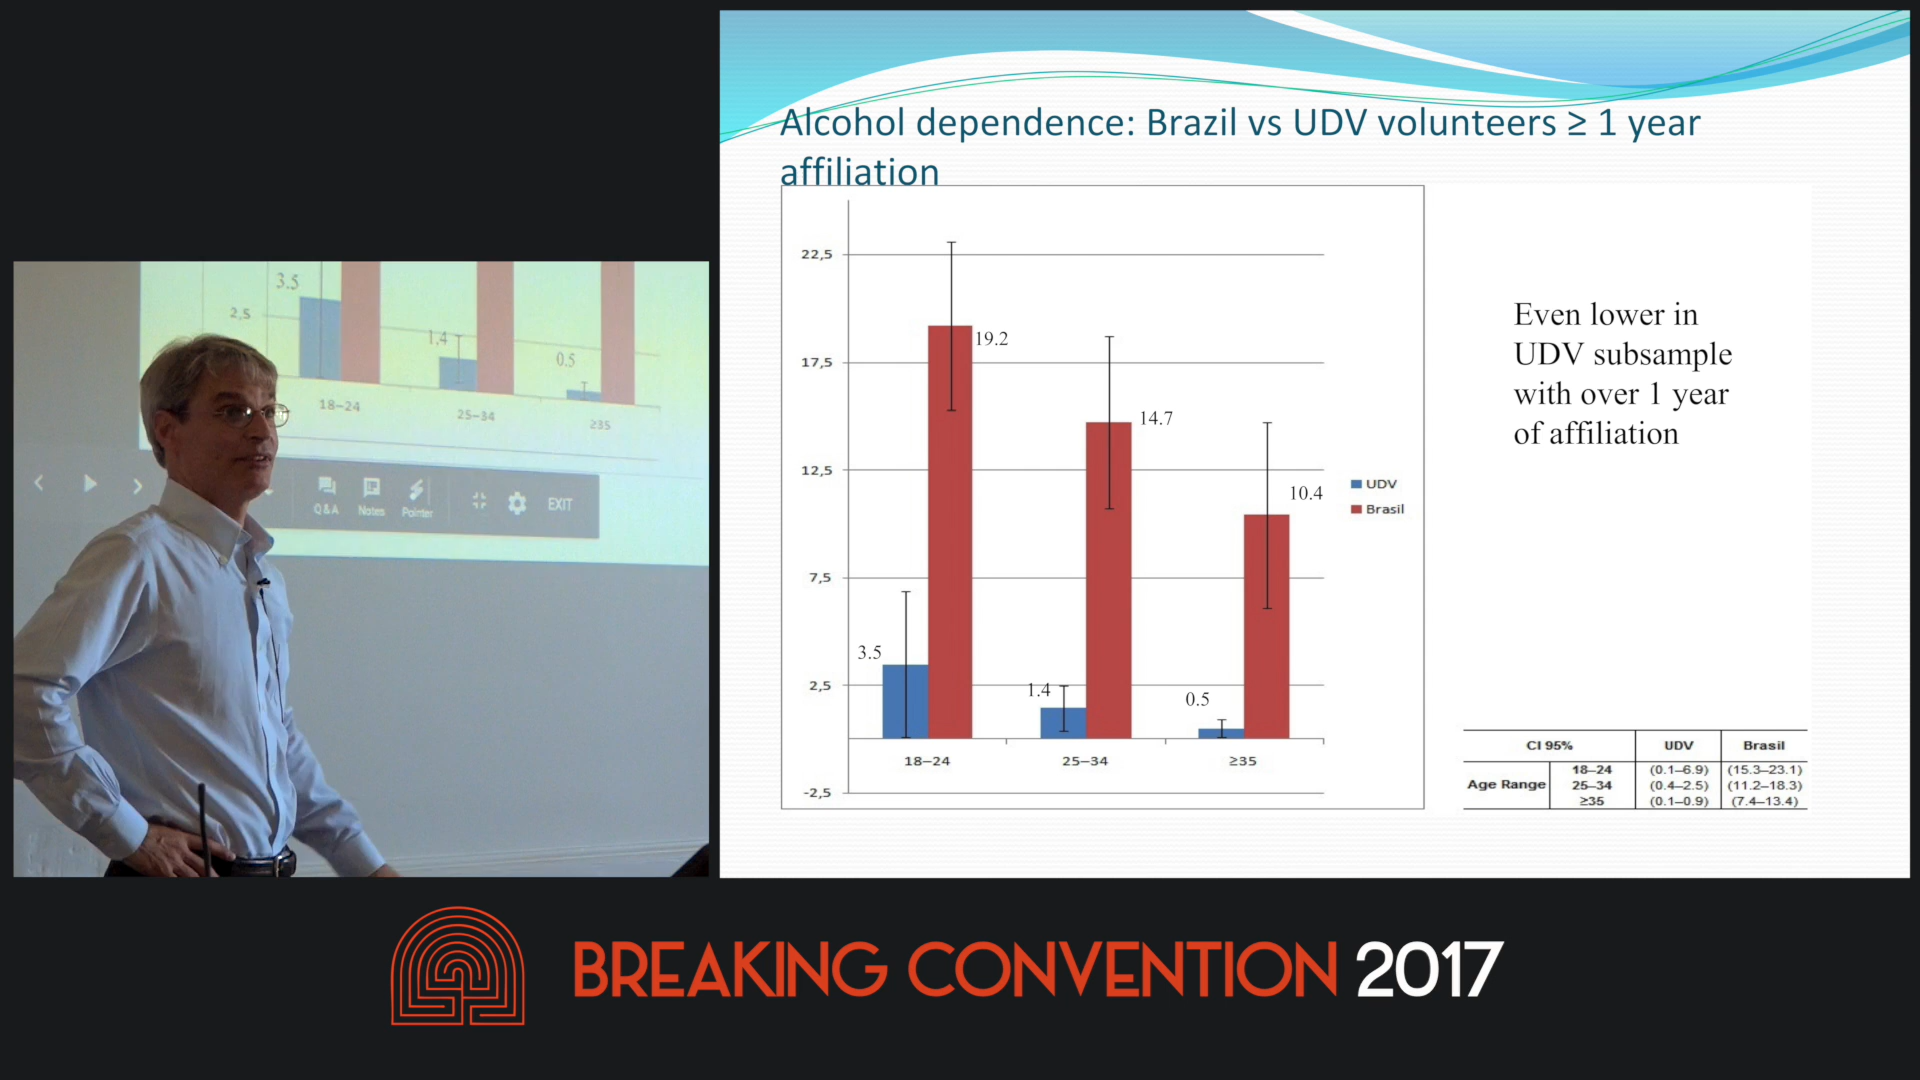 Alcohol dependence: Brazil vs UDV volunteers ≥ 1 year
affiliation
22,5
17,5
12,5
7,5
2,5
-2,5
19.2
14.7
10.4
3.5
1.4
0.5
18–24
25–34
≥35
UDV
Brasil
Even lower in
UDV subsample
with over 1 year
of affiliation
CI 95% UDV Brasil
Age Range
18–24 (0.1–6.9) (15.3–23.1)
25–34 (0.4–2.5) (11.2–18.3)
≥35 (0.1–0.9) (7.4–13.4)
3.5
2,5
1,4
0.5
18–24
25–34
≥35
Q&A Notes Pointer EXIT
BREAKING CONVENTION 2017